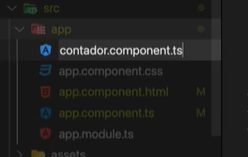 src
app
contador.component.ts
app.component.css
app.component.html M
app.component.ts M
app.module.ts
assets